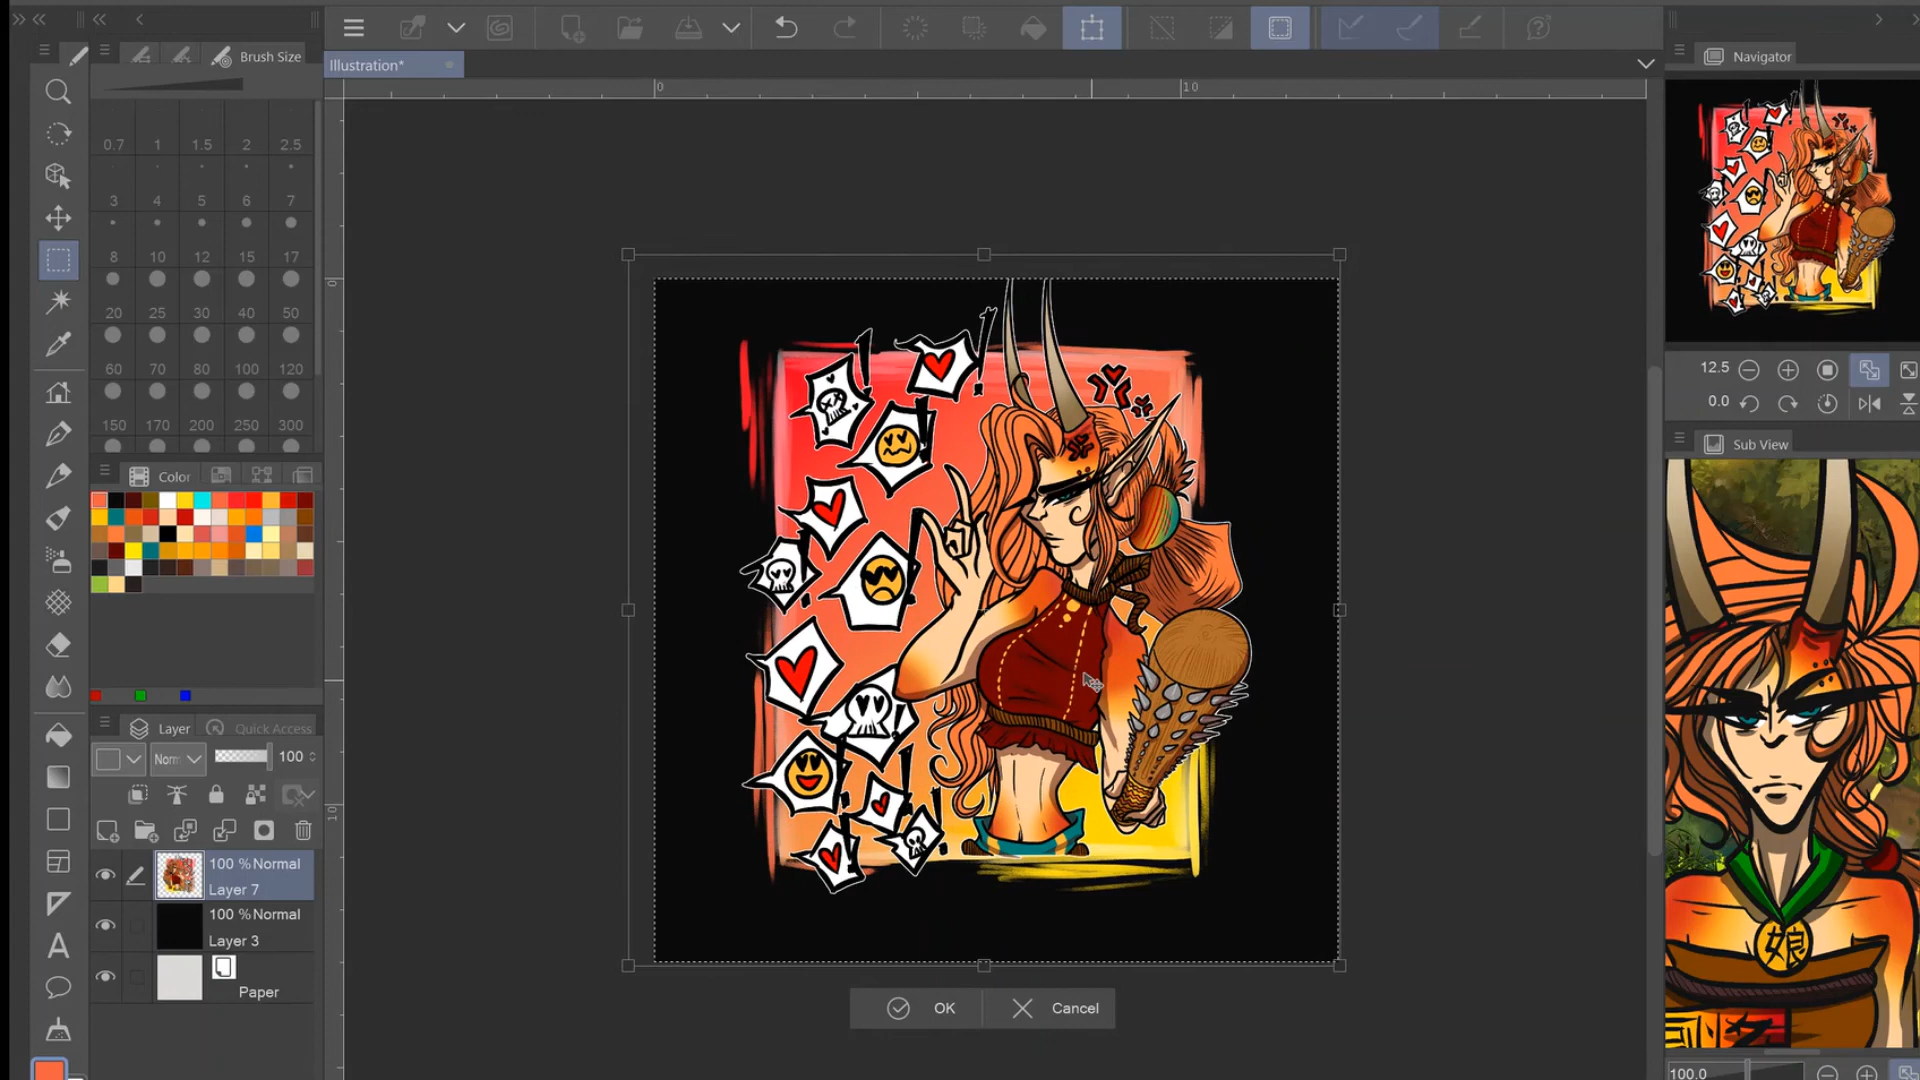 Brush Size
Illustration*
Navigator
0
10
0.7 1 1.5 2 2.5
3 4 5 6 7
8 10 12 15 17
20 25 30 40 50
60 70 80 100 120
150 170 200 250 300
0
10
12.5
0.0
Sub View
Color
Layer
Quick Access
Norm
100
100 %Normal
Layer 7
100 %Normal
Layer 3
Paper
OK
Cancel
娘
100.0